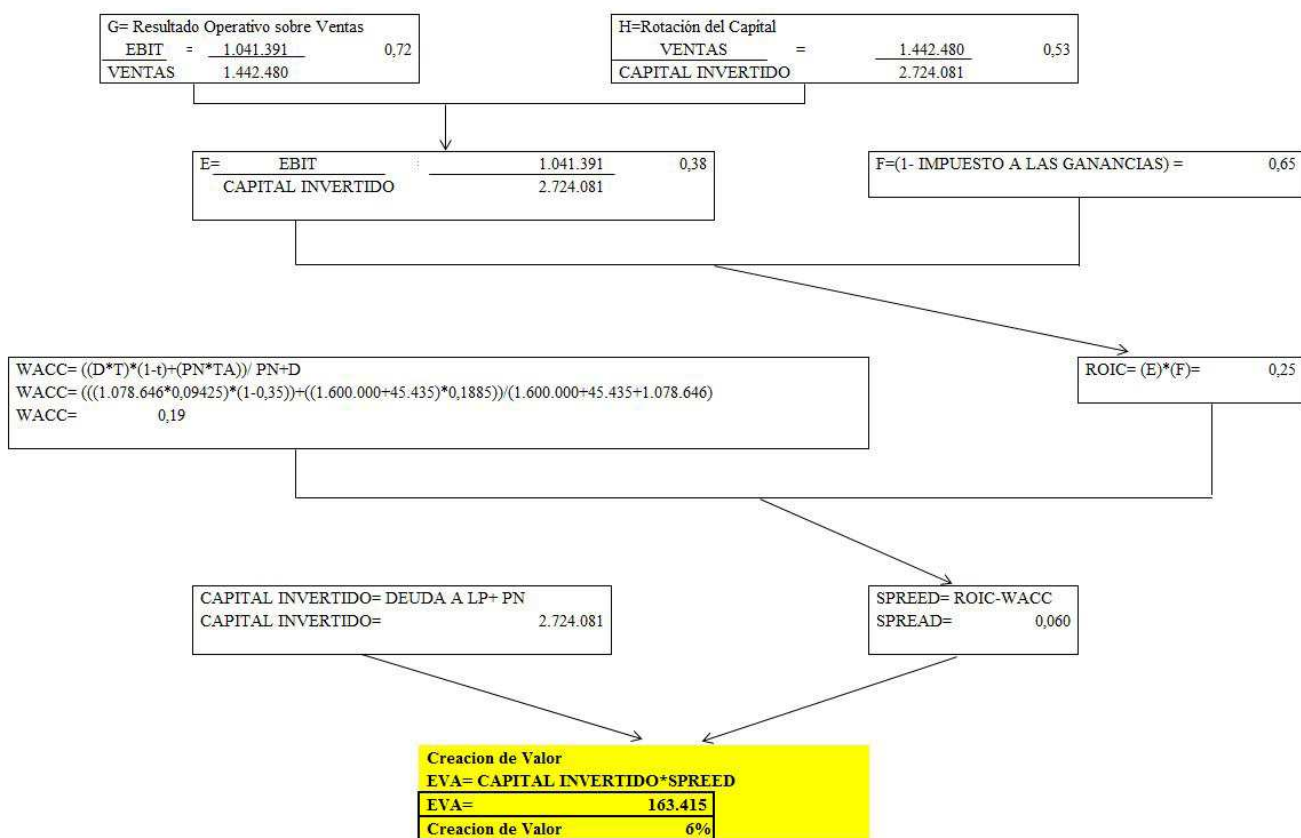 G= Resultado Operativo sobre Ventas
EBIT = 1.041.391 0,72
VENTAS 1.442.480
H=Rotación del Capital
VENTAS = 1.442.480 0,53
CAPITAL INVERTIDO 2.724.081
E= EBIT : 1.041.391 0,38
CAPITAL INVERTIDO 2.724.081
F=(1- IMPUESTO A LAS GANANCIAS) = 0,65
WACC= ((D*T)*(1-t)+(PN*TA))/ PN+D
WACC= (((1.078.646*0,09425)*(1-0,35))+((1.600.000+45.435)*0,1885))/(1.600.000+45.435+1.078.646)
WACC= 0,19
ROIC= (E)*(F)= 0,25
CAPITAL INVERTIDO= DEUDA A LP+ PN
CAPITAL INVERTIDO= 2.724.081
SPREED= ROIC-WACC
SPREAD= 0,060
Creacion de Valor
EVA= CAPITAL INVERTIDO*SPREED
EVA= 163.415
Creacion de Valor 6%